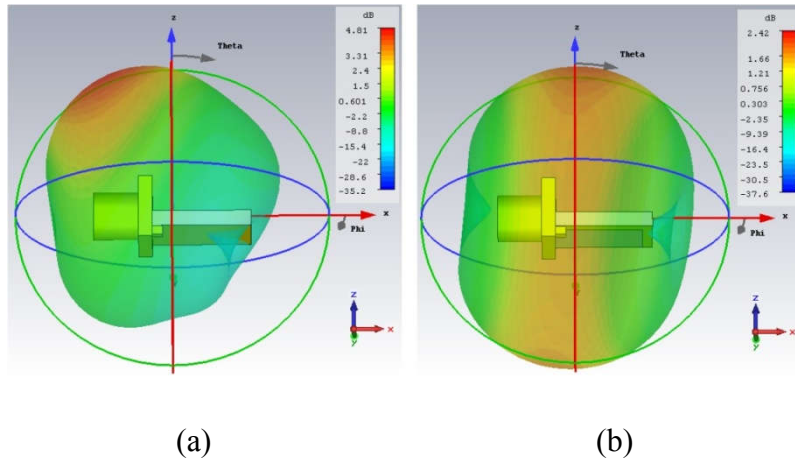 z
Theta
x
Phi
y
z
x
y
dB
4.81
3.31
2.4
1.5
0.601
-2.2
-8.8
-15.4
-22
-28.6
-35.2
(a)
z
Theta
x
Phi
y
z
x
y
dB
2.42
1.66
1.21
0.756
0.303
-2.35
-9.39
-16.4
-23.5
-30.5
-37.6
(b)